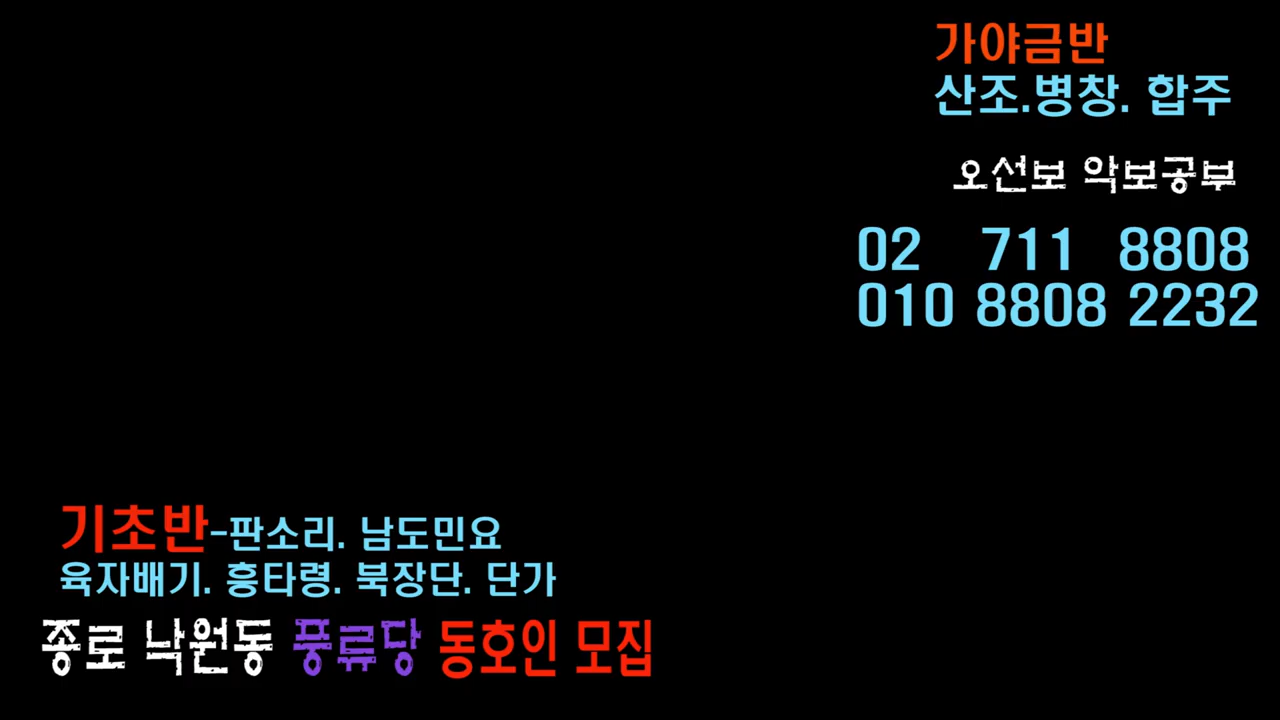 가야금반
산조.병창. 합주
오선보 악보공부
02 711 8808
010 8808 2232
기초반-판소리. 남도민요
육자배기. 흥타령. 북장단. 단가
종로 낙원동 풍류당 동호인 모집